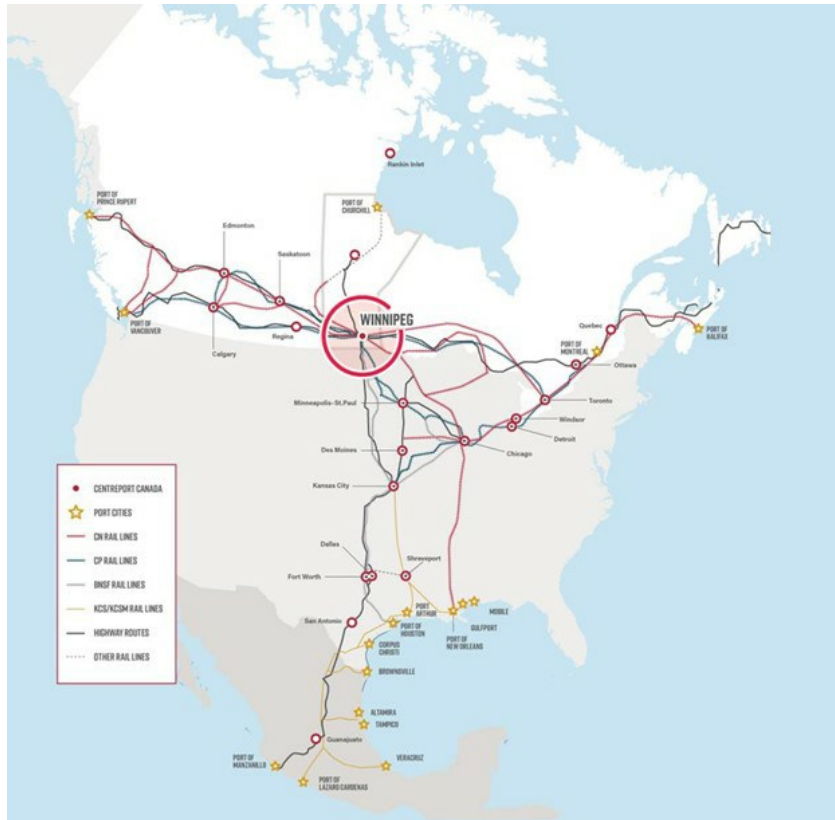 Rankin Inlet
PORT OF
PRINCE RUPERT
PORT OF
CHURCHILL
Edmonton
Saskatoon
WINNIPEG
PORT OF
VANCOUVER
Calgary
Regina
Quebec
PORT OF
MONTREAL
PORT OF
HALIFAX
Ottawa
Minneapolis-St.Paul
Toronto
Windsor
Detroit
Des Moines
Chicago
Kansas City
CENTREPORT CANADA
PORT CITIES
CN RAIL LINES
CP RAIL LINES
BNSF RAIL LINES
KCS/KCSM RAIL LINES
HIGHWAY ROUTES
OTHER RAIL LINES
Dallas
Shreveport
Fort Worth
San Antonio
PORT
ARTHUR
MOBILE
GULFPORT
PORT OF
HOUSTON
PORT OF
NEW ORLEANS
CORPUS
CHRISTI
BROWNSVILLE
ALTAMIRA
TAMPICO
Guanajuato
PORT OF
MANZANILLO
VERACRUZ
PORT OF
LAZARO CARDENAS